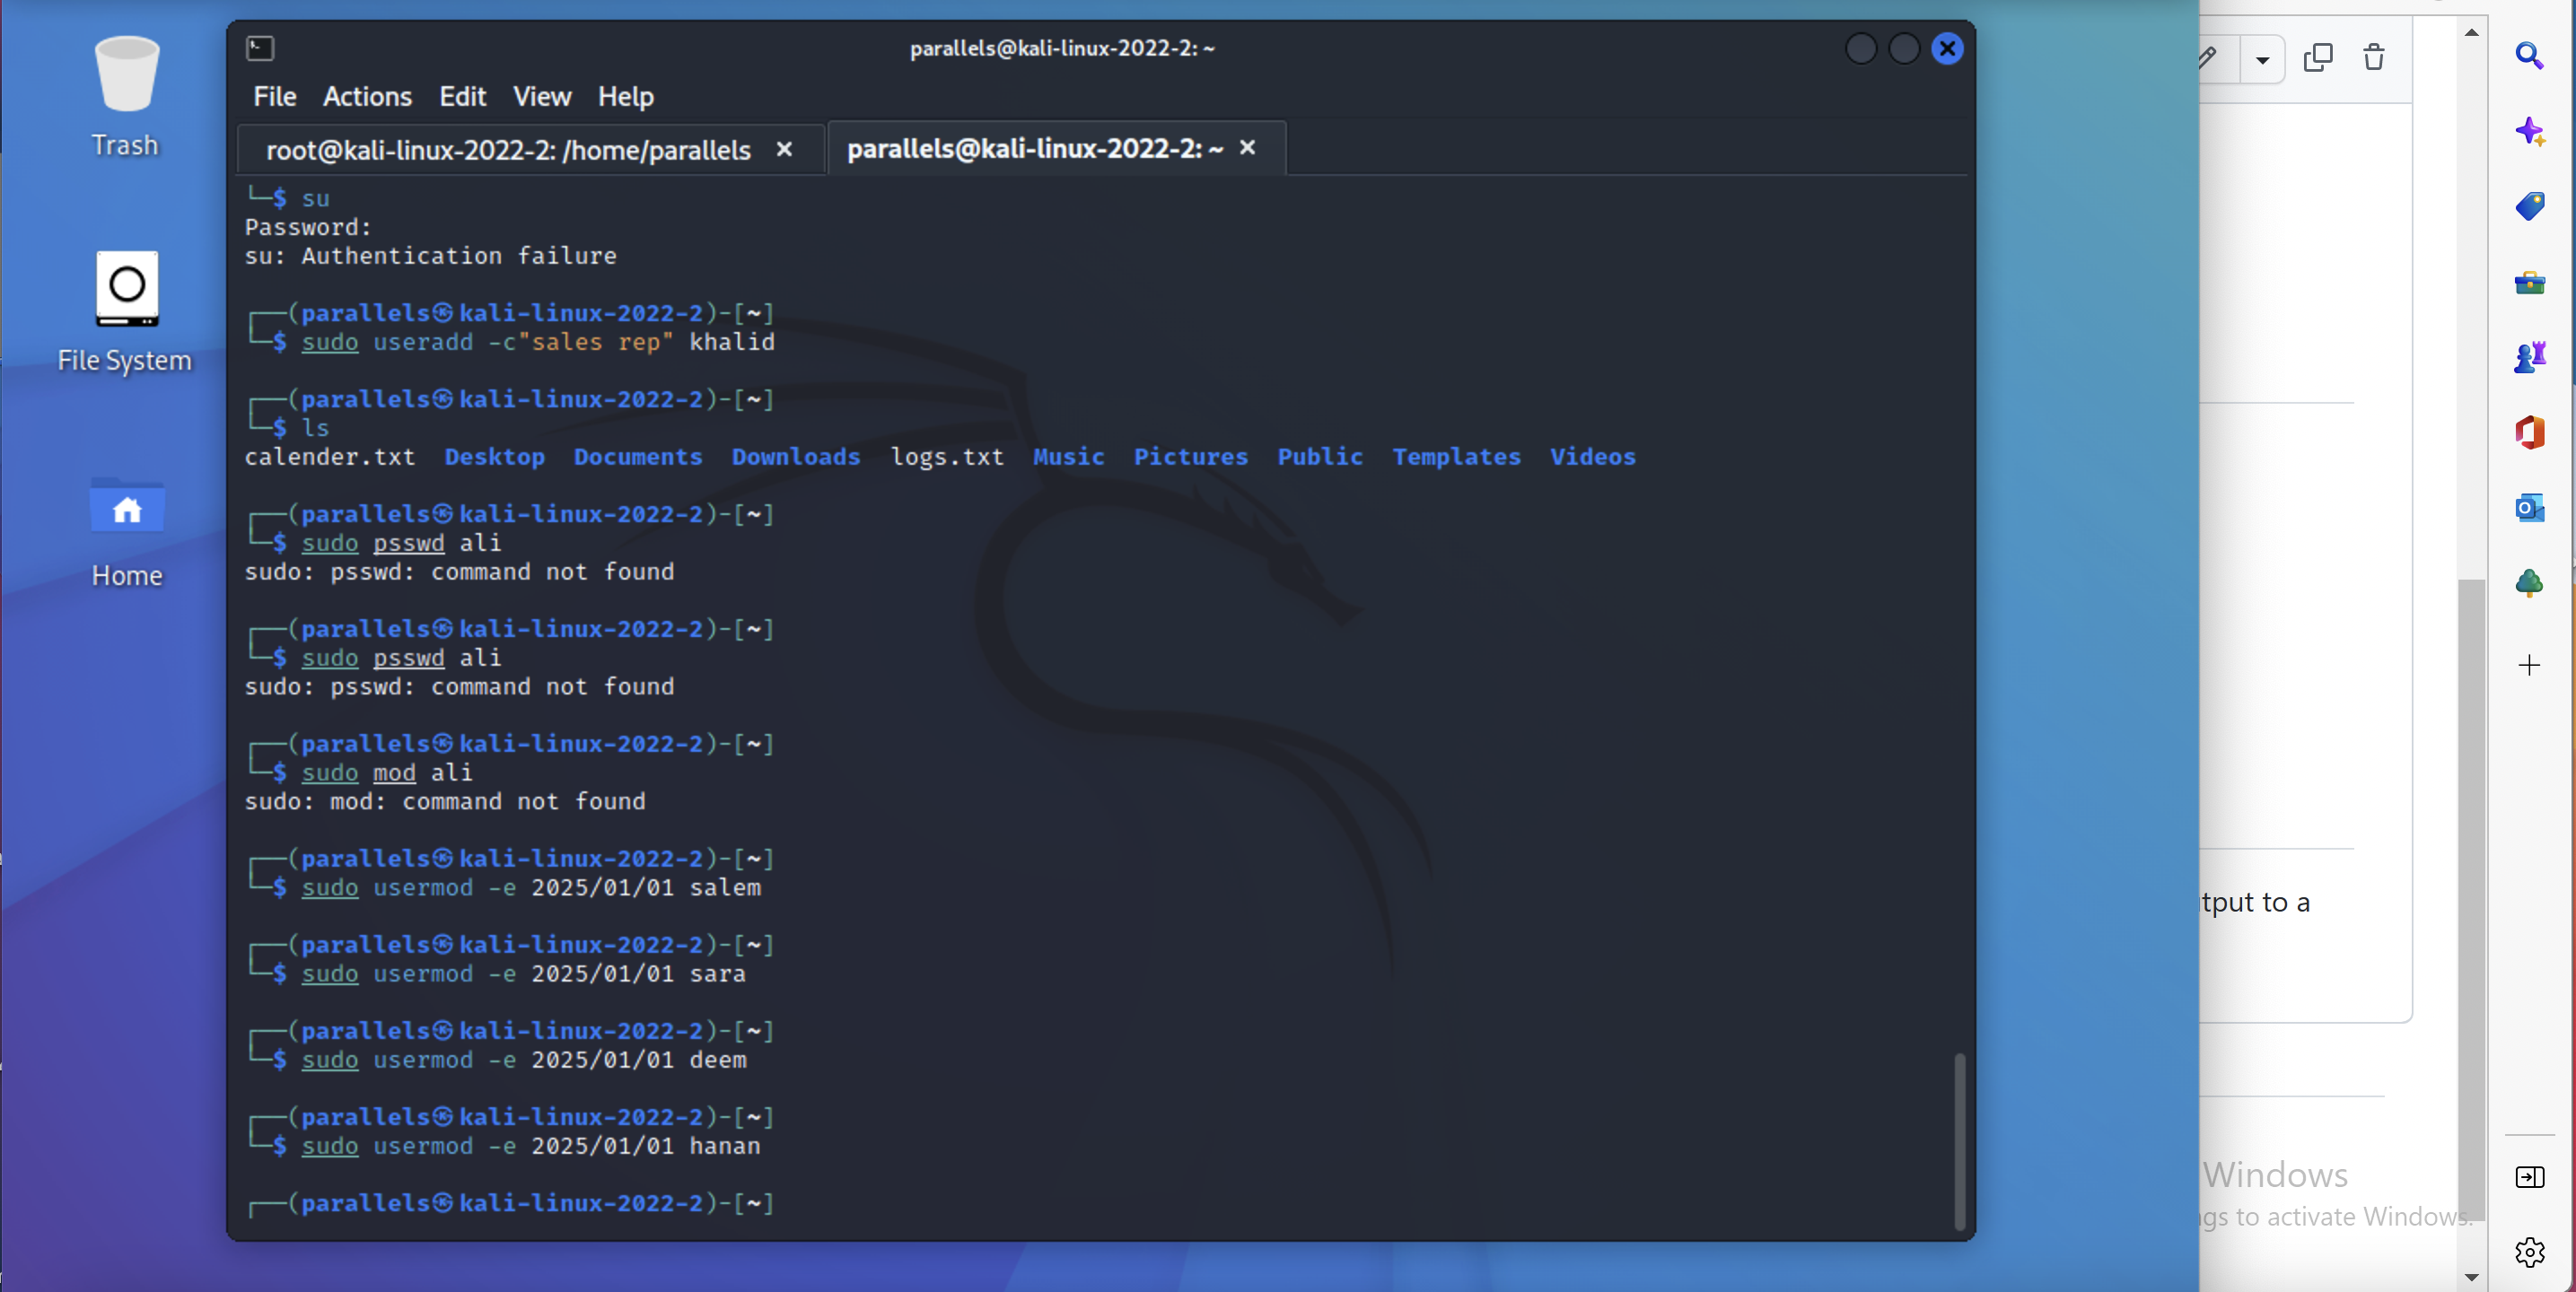 parallels@kali-linux-2022-2: ~
File Actions Edit View Help
root@kali-linux-2022-2: /home/parallels
parallels@kali-linux-2022-2: ~
Trash
File System
Home
└─$ su
Password:
su: Authentication failure
┌──(parallels㉿kali-linux-2022-2)-[~]
└─$ sudo useradd -c"sales rep" khalid
┌──(parallels㉿kali-linux-2022-2)-[~]
└─$ ls
calender.txt Desktop Documents Downloads logs.txt Music Pictures Public Templates Videos
┌──(parallels㉿kali-linux-2022-2)-[~]
└─$ sudo psswd ali
sudo: psswd: command not found
┌──(parallels㉿kali-linux-2022-2)-[~]
└─$ sudo psswd ali
sudo: psswd: command not found
┌──(parallels㉿kali-linux-2022-2)-[~]
└─$ sudo mod ali
sudo: mod: command not found
┌──(parallels㉿kali-linux-2022-2)-[~]
└─$ sudo usermod -e 2025/01/01 salem
┌──(parallels㉿kali-linux-2022-2)-[~]
└─$ sudo usermod -e 2025/01/01 sara
┌──(parallels㉿kali-linux-2022-2)-[~]
└─$ sudo usermod -e 2025/01/01 deem
┌──(parallels㉿kali-linux-2022-2)-[~]
└─$ sudo usermod -e 2025/01/01 hanan
┌──(parallels㉿kali-linux-2022-2)-[~]
to a
Windows
to activate Windows.